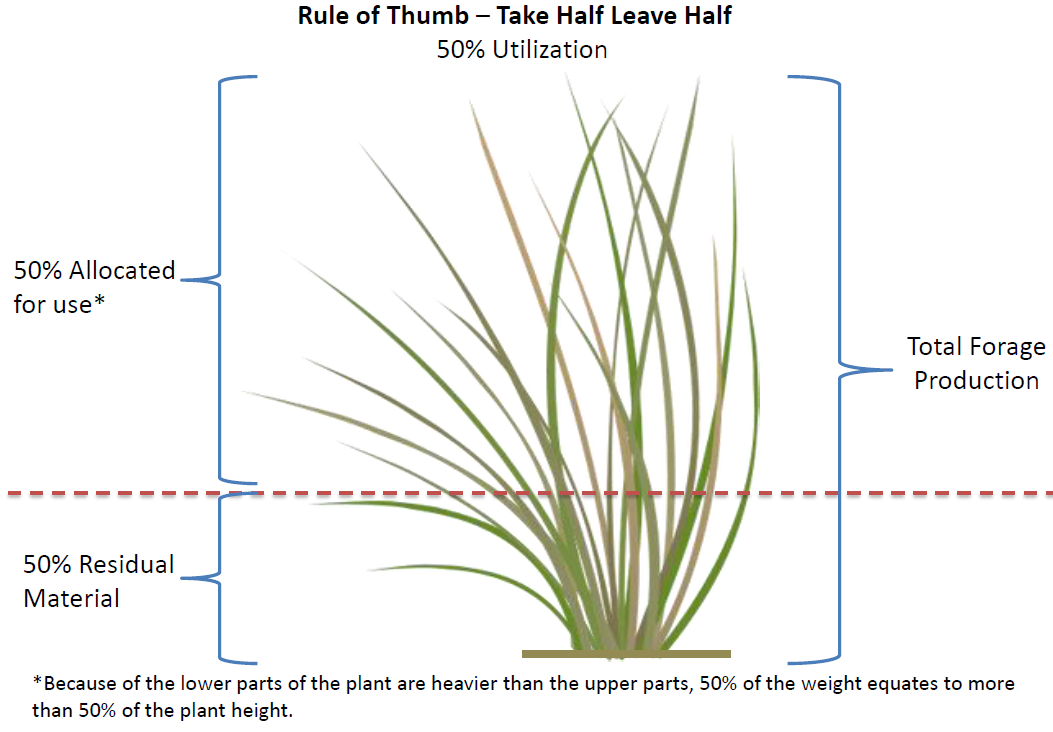 Rule of Thumb – Take Half Leave Half
50% Utilization
50% Allocated
for use*
Total Forage
Production
50% Residual
Material
*Because of the lower parts of the plant are heavier than the upper parts, 50% of the weight equates to more
than 50% of the plant height.